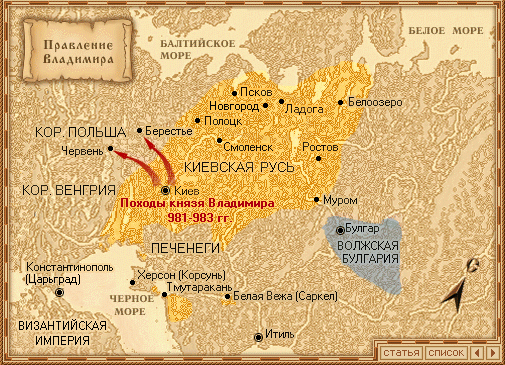 Правление
Владимира
БАЛТИЙСКОЕ
МОРЕ
БЕЛОЕ МОРЕ
Псков
Новгород
Ладога
Белоозеро
Полоцк
КОР. ПОЛЬША
Берестье
Червень
Смоленск
Ростов
КИЕВСКАЯ РУСЬ
КОР. ВЕНГРИЯ
Киев
Походы князя Владимира
981-983 гг.
Муром
Булгар
ВОЛЖСКАЯ
БУЛГАРИЯ
ПЕЧЕНЕГИ
Константинополь
(Царьград)
Херсон (Корсунь)
Тмутаракань
ЧЕРНОЕ
МОРЕ
Белая Вежа (Саркел)
С
ВИЗАНТИЙСКАЯ
ИМПЕРИЯ
Итиль
статья
список